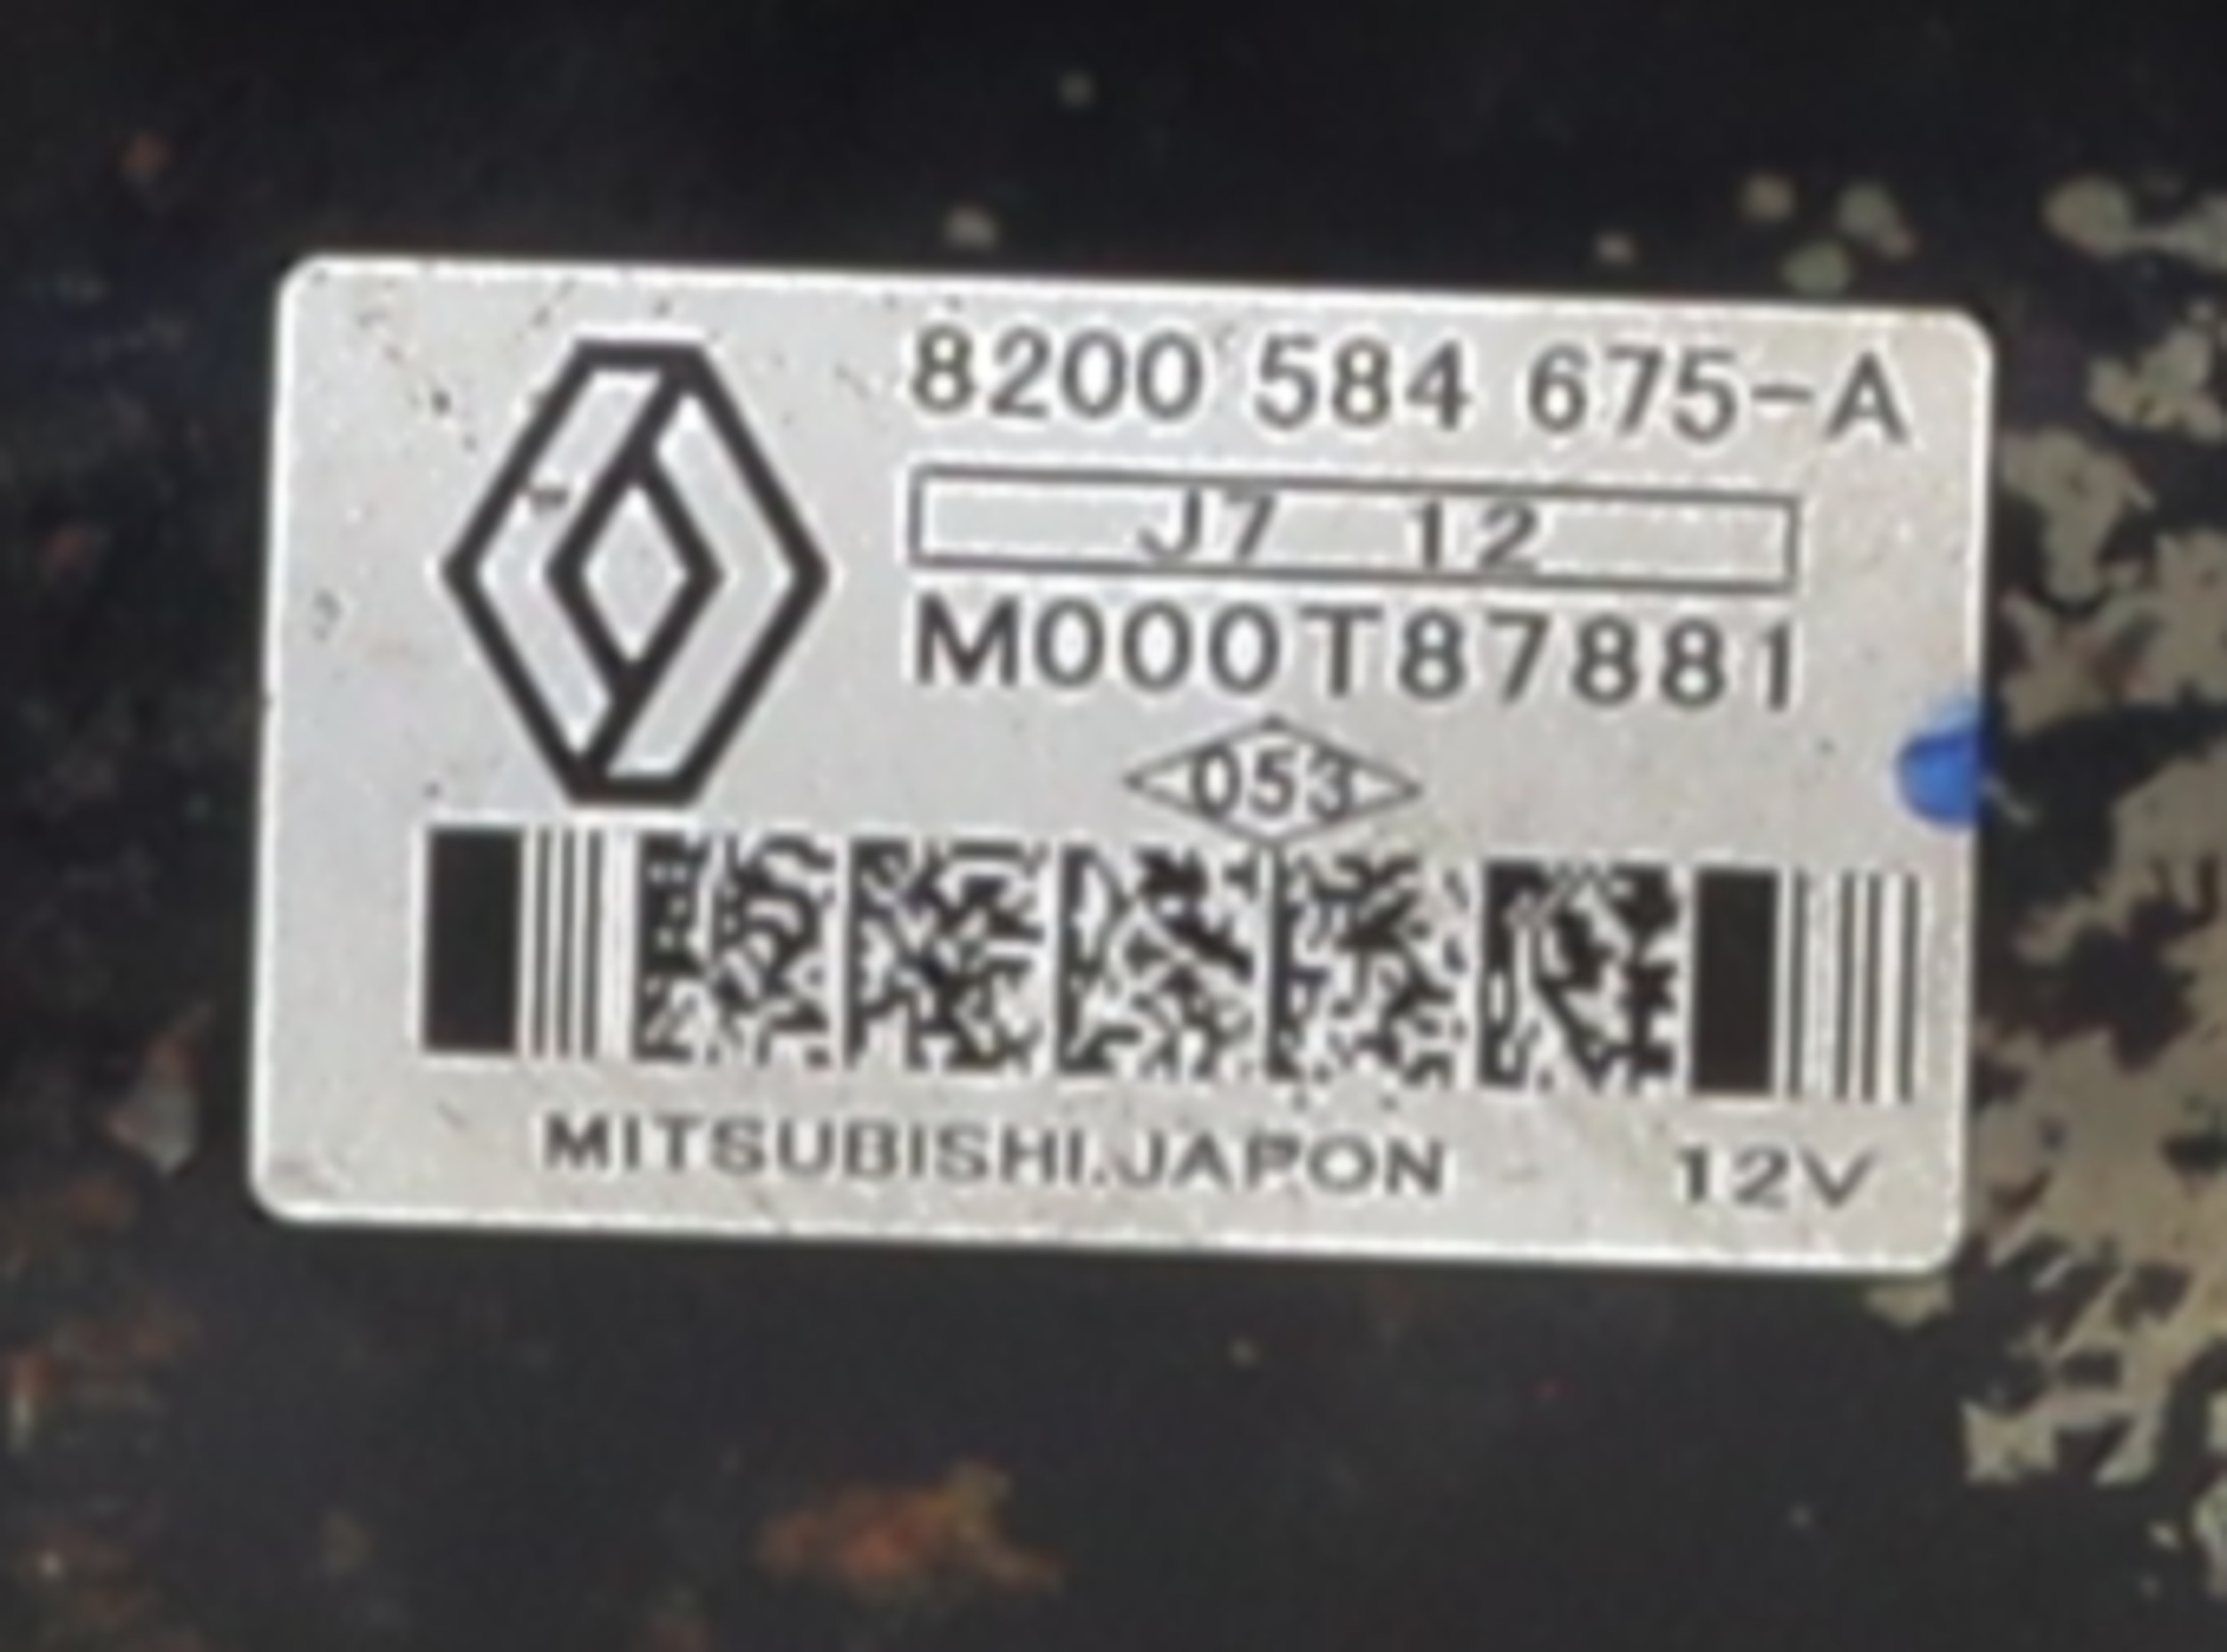 8200 584 675-A
J7 12
M000T87881
053
MITSUBISHI.JAPON 12V